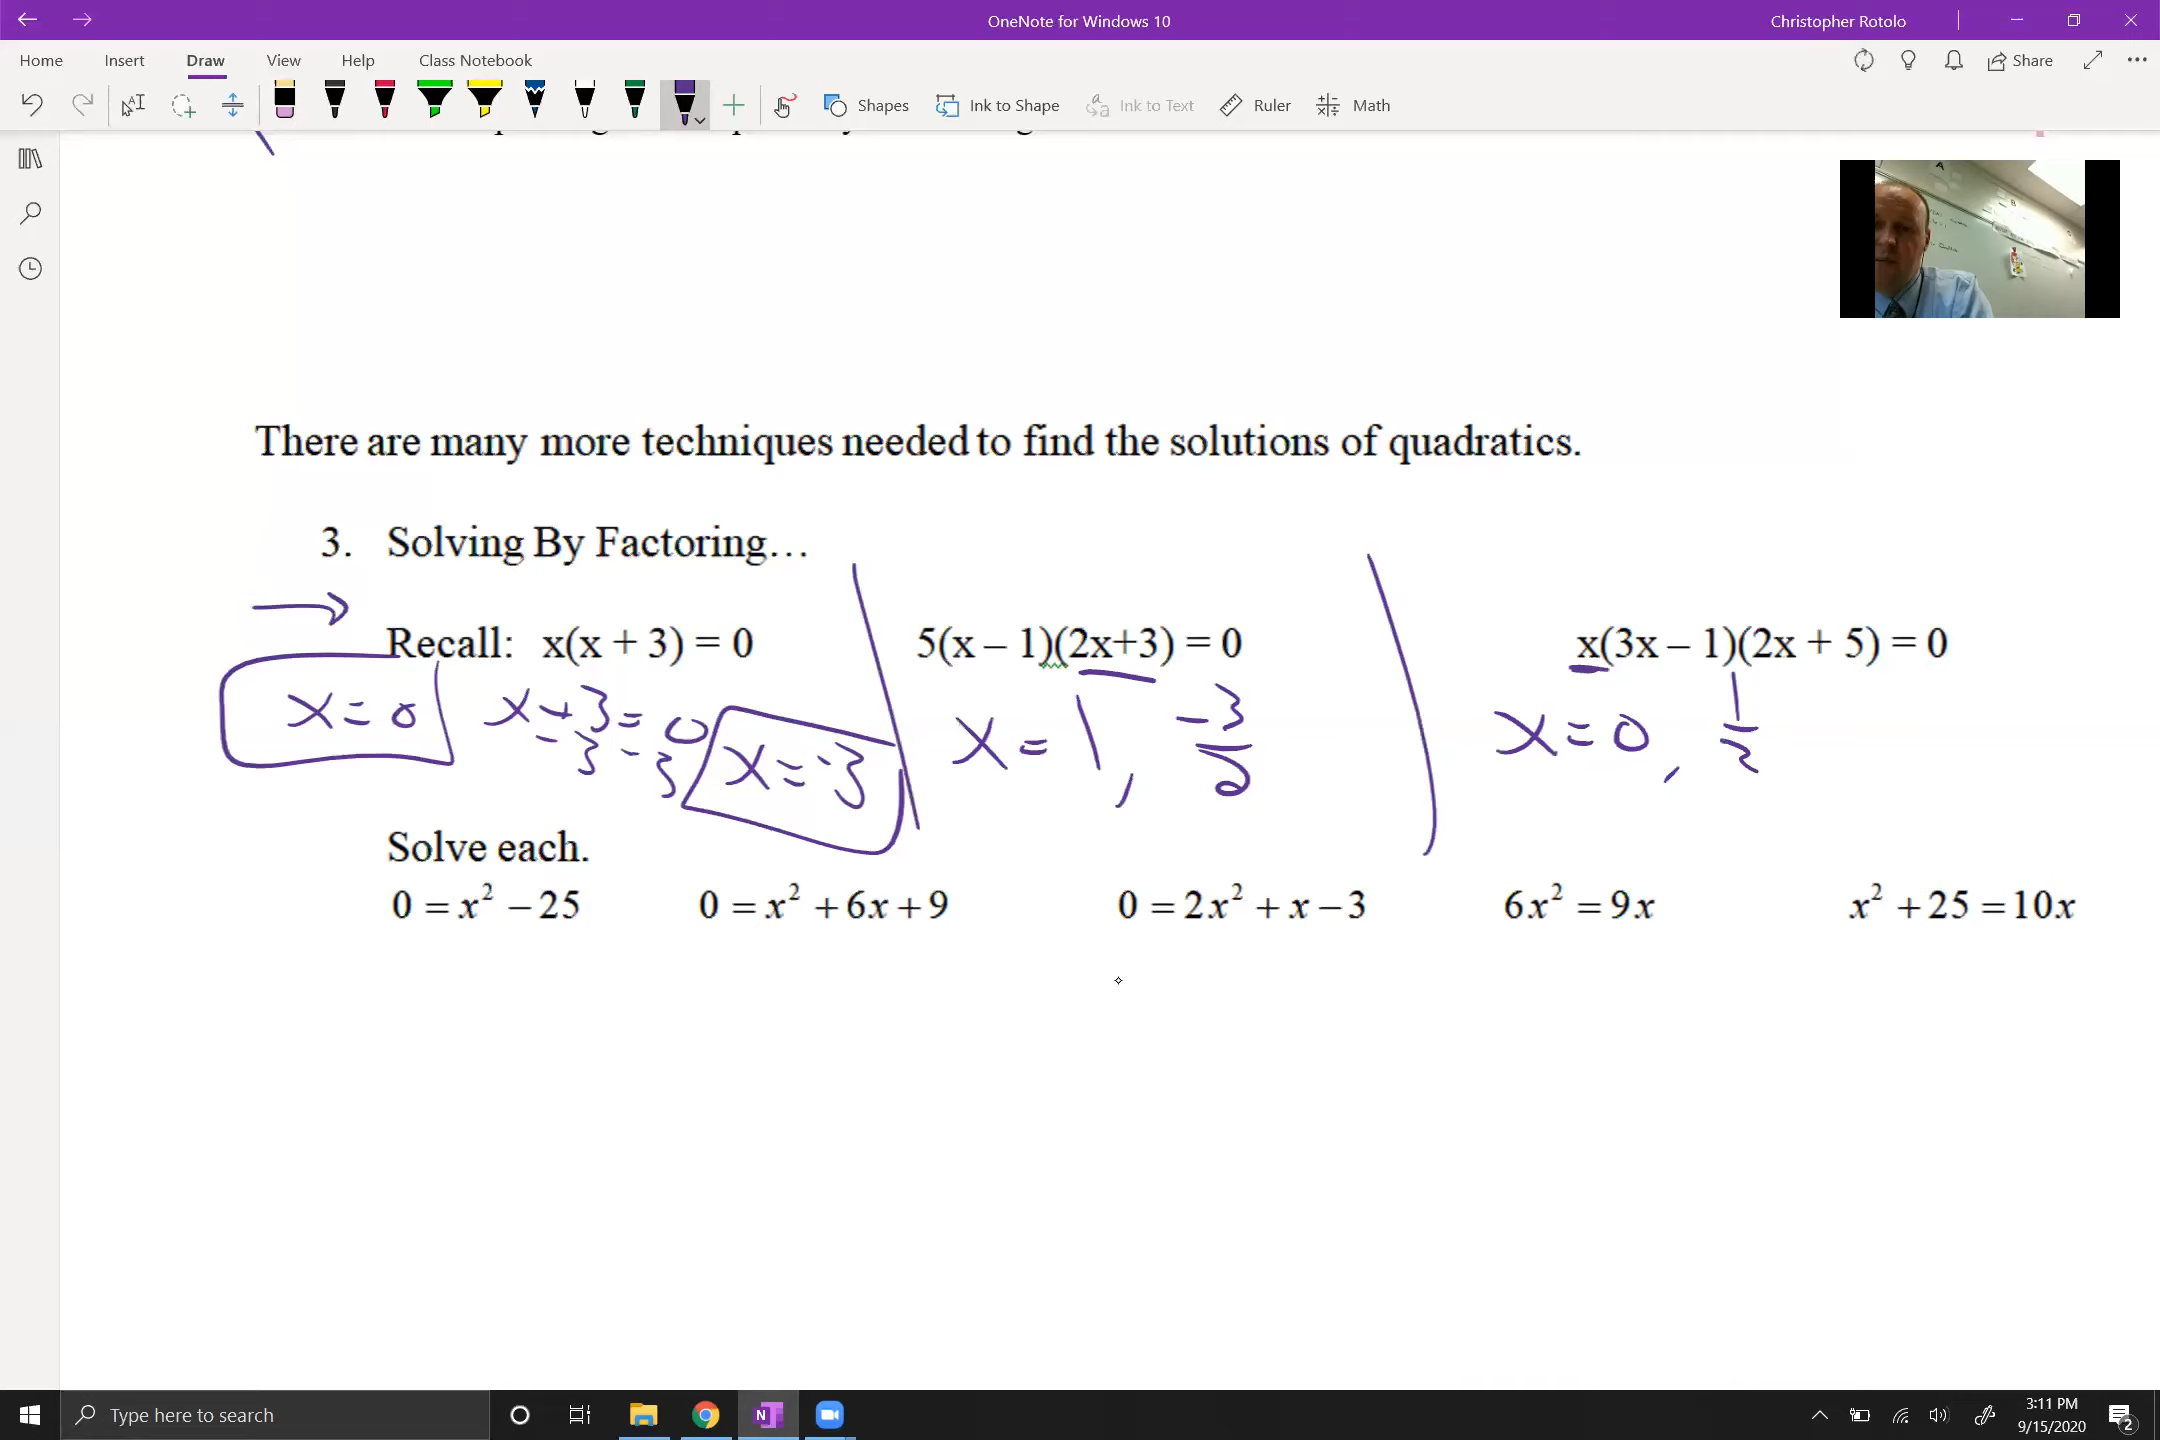 OneNote for Windows 10
Christopher Rotolo
Home Insert Draw View Help Class Notebook
Share
Shapes Ink to Shape Ink to Text Ruler Math
There are many more techniques needed to find the solutions of quadratics.
3. Solving By Factoring...
Recall: x(x + 3) = 0 5(x – 1)(2x+3) = 0 x(3x – 1)(2x + 5) = 0
x = 0 x + 3 = 0 x = -3 x = 1, -3/2 x = 0, 1/3
- 3 - 3
Solve each.
0 = x² − 25 0 = x² + 6x + 9 0 = 2x² + x − 3 6x² = 9x x² + 25 = 10x
Type here to search
3:11 PM
9/15/2020
2